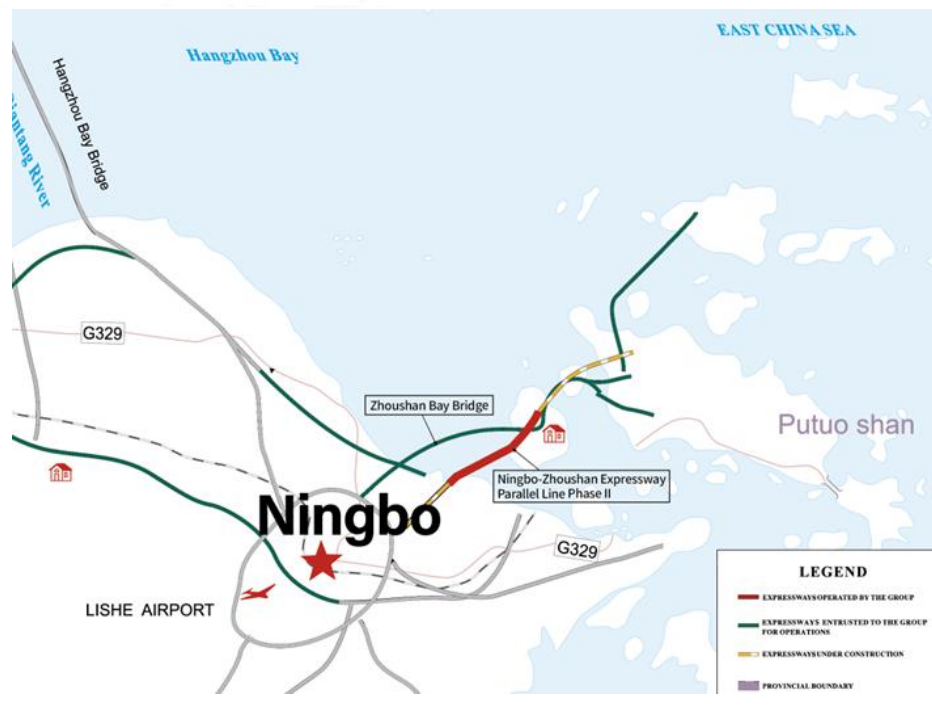 EAST CHINA SEA
Hangzhou Bay
Hangzhou Bay Bridge
Qiantang River
G329
Zhoushan Bay Bridge
Putuo shan
Ningbo-Zhoushan Expressway
Parallel Line Phase II
Ningbo
G329
LISHE AIRPORT
LEGEND
EXPRESSWAYS OPERATED BY THE GROUP
EXPRESSWAYS ENTRUSTED TO THE GROUP
FOR OPERATIONS
EXPRESSWAYS UNDER CONSTRUCTION
PROVINCIAL BOUNDARY